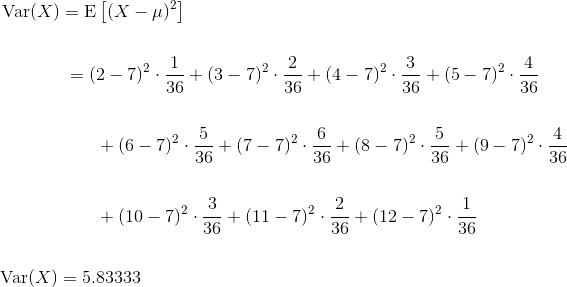 Var(X) = E [(X − μ)²]
= (2 − 7)² · 1/36 + (3 − 7)² · 2/36 + (4 − 7)² · 3/36 + (5 − 7)² · 4/36
+ (6 − 7)² · 5/36 + (7 − 7)² · 6/36 + (8 − 7)² · 5/36 + (9 − 7)² · 4/36
+ (10 − 7)² · 3/36 + (11 − 7)² · 2/36 + (12 − 7)² · 1/36
Var(X) = 5.83333